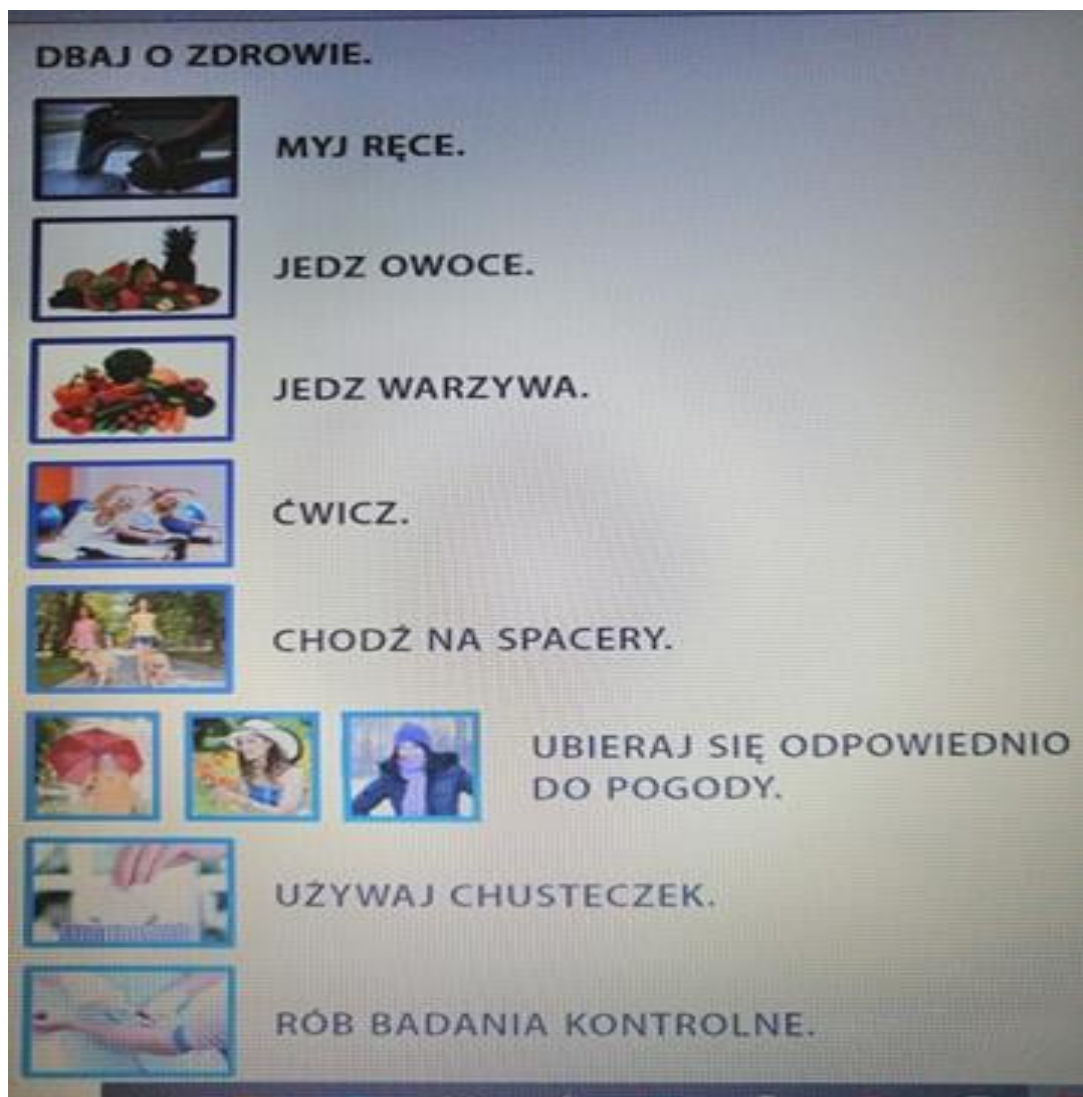 DBAJ O ZDROWIE.
MYJ RĘCE.
JEDZ OWOCE.
JEDZ WARZYWA.
ĆWICZ.
CHODŹ NA SPACERY.
UBIERAJ SIĘ ODPOWIEDNIO
DO POGODY.
UŻYWAJ CHUSTECZEK.
RÓB BADANIA KONTROLNE.